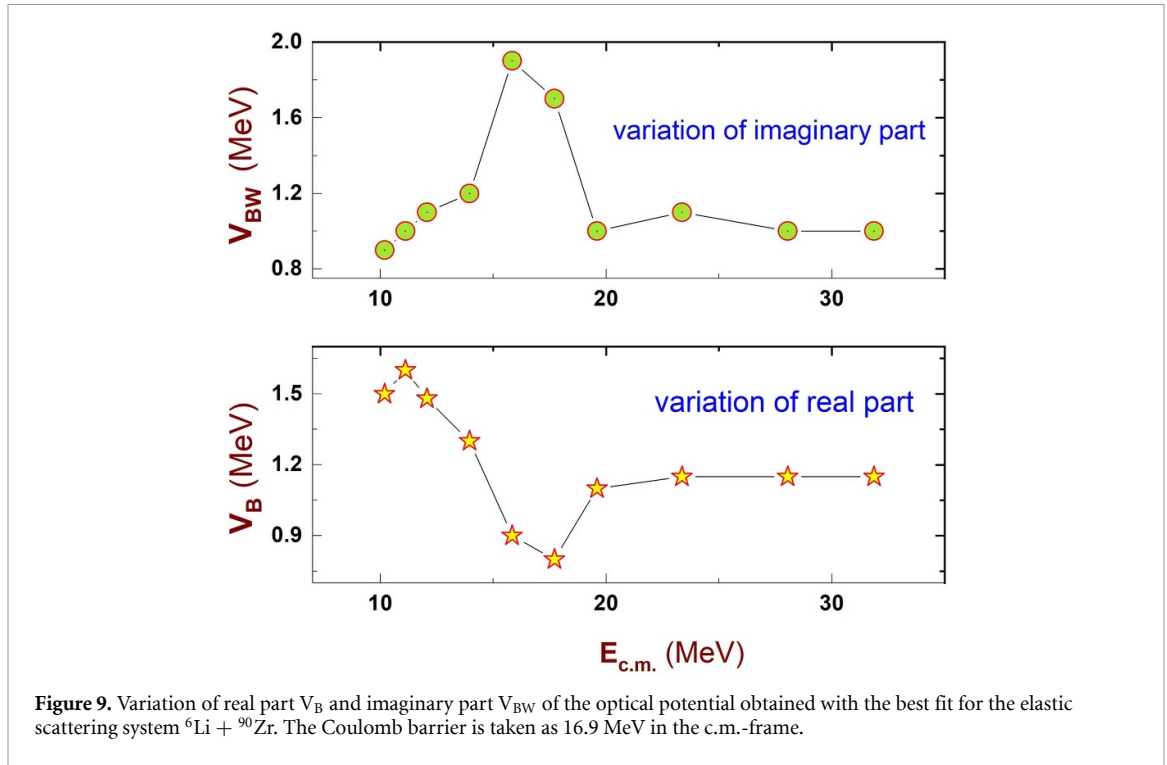 2.0
1.6
1.2
0.8
V_BW (MeV)
variation of imaginary part
10 20 30
1.5
1.2
0.9
V_B (MeV)
variation of real part
10 20 30
E_c.m. (MeV)
Figure 9. Variation of real part V_B and imaginary part V_BW of the optical potential obtained with the best fit for the elastic
scattering system ⁶Li + ⁹⁰Zr. The Coulomb barrier is taken as 16.9 MeV in the c.m.-frame.